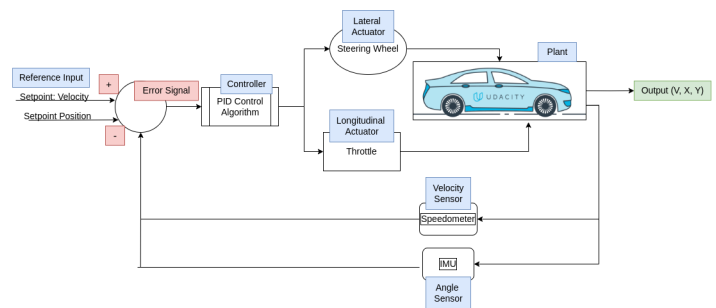 Lateral
Actuator
Steering Wheel
Plant
Reference Input
+
Error Signal
Controller
Setpoint: Velocity
PID Control
Algorithm
UDACITY
Output (V, X, Y)
Setpoint Position
-
Longitudinal
Actuator
Throttle
Velocity
Sensor
Speedometer
IMU
Angle
Sensor